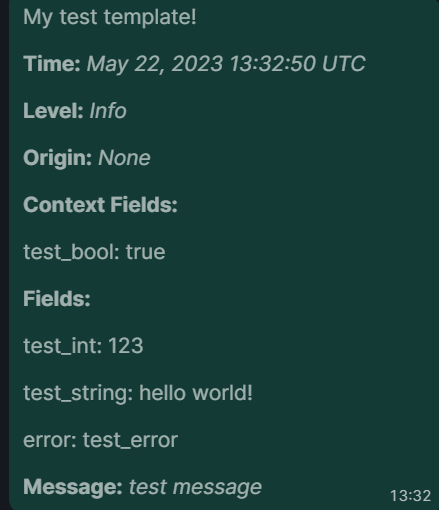 My test template!
Time: May 22, 2023 13:32:50 UTC
Level: Info
Origin: None
Context Fields:
test_bool: true
Fields:
test_int: 123
test_string: hello world!
error: test_error
Message: test message
13:32